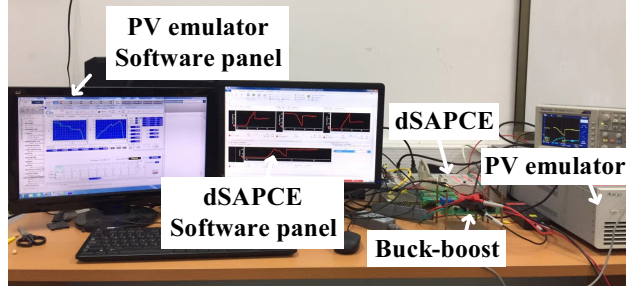 PV emulator
Software panel
dSAPCE
PV emulator
dSAPCE
Software panel
Buck-boost